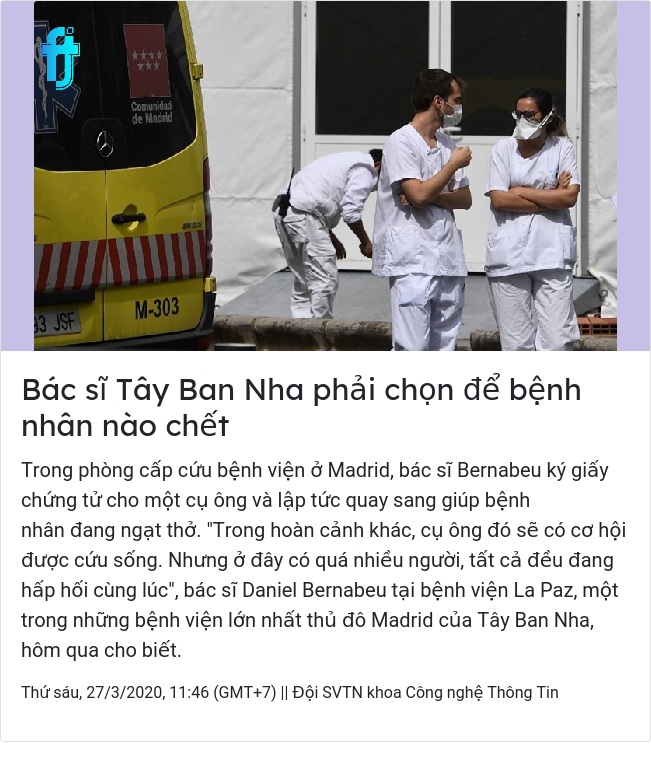 Comunidad
de Madrid
M-303
93 JSF
Bác sĩ Tây Ban Nha phải chọn để bệnh
nhân nào chết
Trong phòng cấp cứu bệnh viện ở Madrid, bác sĩ Bernabeu ký giấy
chứng tử cho một cụ ông và lập tức quay sang giúp bệnh
nhân đang ngạt thở. "Trong hoàn cảnh khác, cụ ông đó sẽ có cơ hội
được cứu sống. Nhưng ở đây có quá nhiều người, tất cả đều đang
hấp hối cùng lúc", bác sĩ Daniel Bernabeu tại bệnh viện La Paz, một
trong những bệnh viện lớn nhất thủ đô Madrid của Tây Ban Nha,
hôm qua cho biết.
Thứ sáu, 27/3/2020, 11:46 (GMT+7) || Đội SVTN khoa Công nghệ Thông Tin